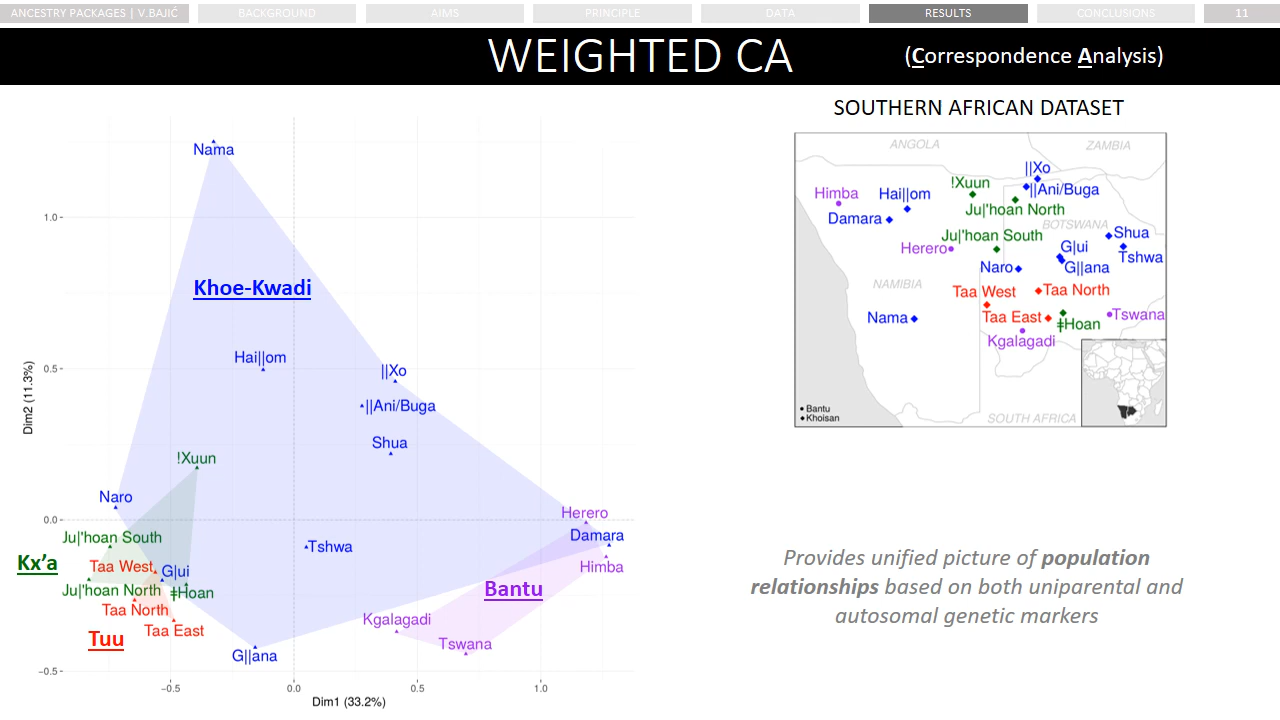 ANCESTRY PACKAGES | V.BAJIĆ
BACKGROUND
AIMS
PRINCIPLE
DATA
RESULTS
CONCLUSIONS
11
WEIGHTED CA
(Correspondence Analysis)
Nama
1.0
Khoe-Kwadi
Hai||om
||Xo
0.5
||Ani/Buga
Shua
!Xuun
Naro
Herero
0.0
Damara
Ju|'hoan South
Tshwa
Kx’a
Taa West
G|ui
Himba
Ju|'hoan North
ǂHoan
Bantu
Taa North
Kgalagadi
Taa East
Tuu
Tswana
G||ana
−0.5
−0.5
0.0
0.5
1.0
Dim1 (33.2%)
Dim2 (11.3%)
SOUTHERN AFRICAN DATASET
ANGOLA
ZAMBIA
||Xo
!Xuun
Himba
Hai||om
||Ani/Buga
Ju|'hoan North
Damara
BOTSWANA
Ju|'hoan South
Shua
Herero
G|ui
Tshwa
Naro
G||ana
NAMIBIA
Taa West
Taa North
Nama
Taa East
Tswana
ǂHoan
Kgalagadi
Bantu
Khoisan
SOUTH AFRICA
Provides unified picture of population
relationships based on both uniparental and
autosomal genetic markers